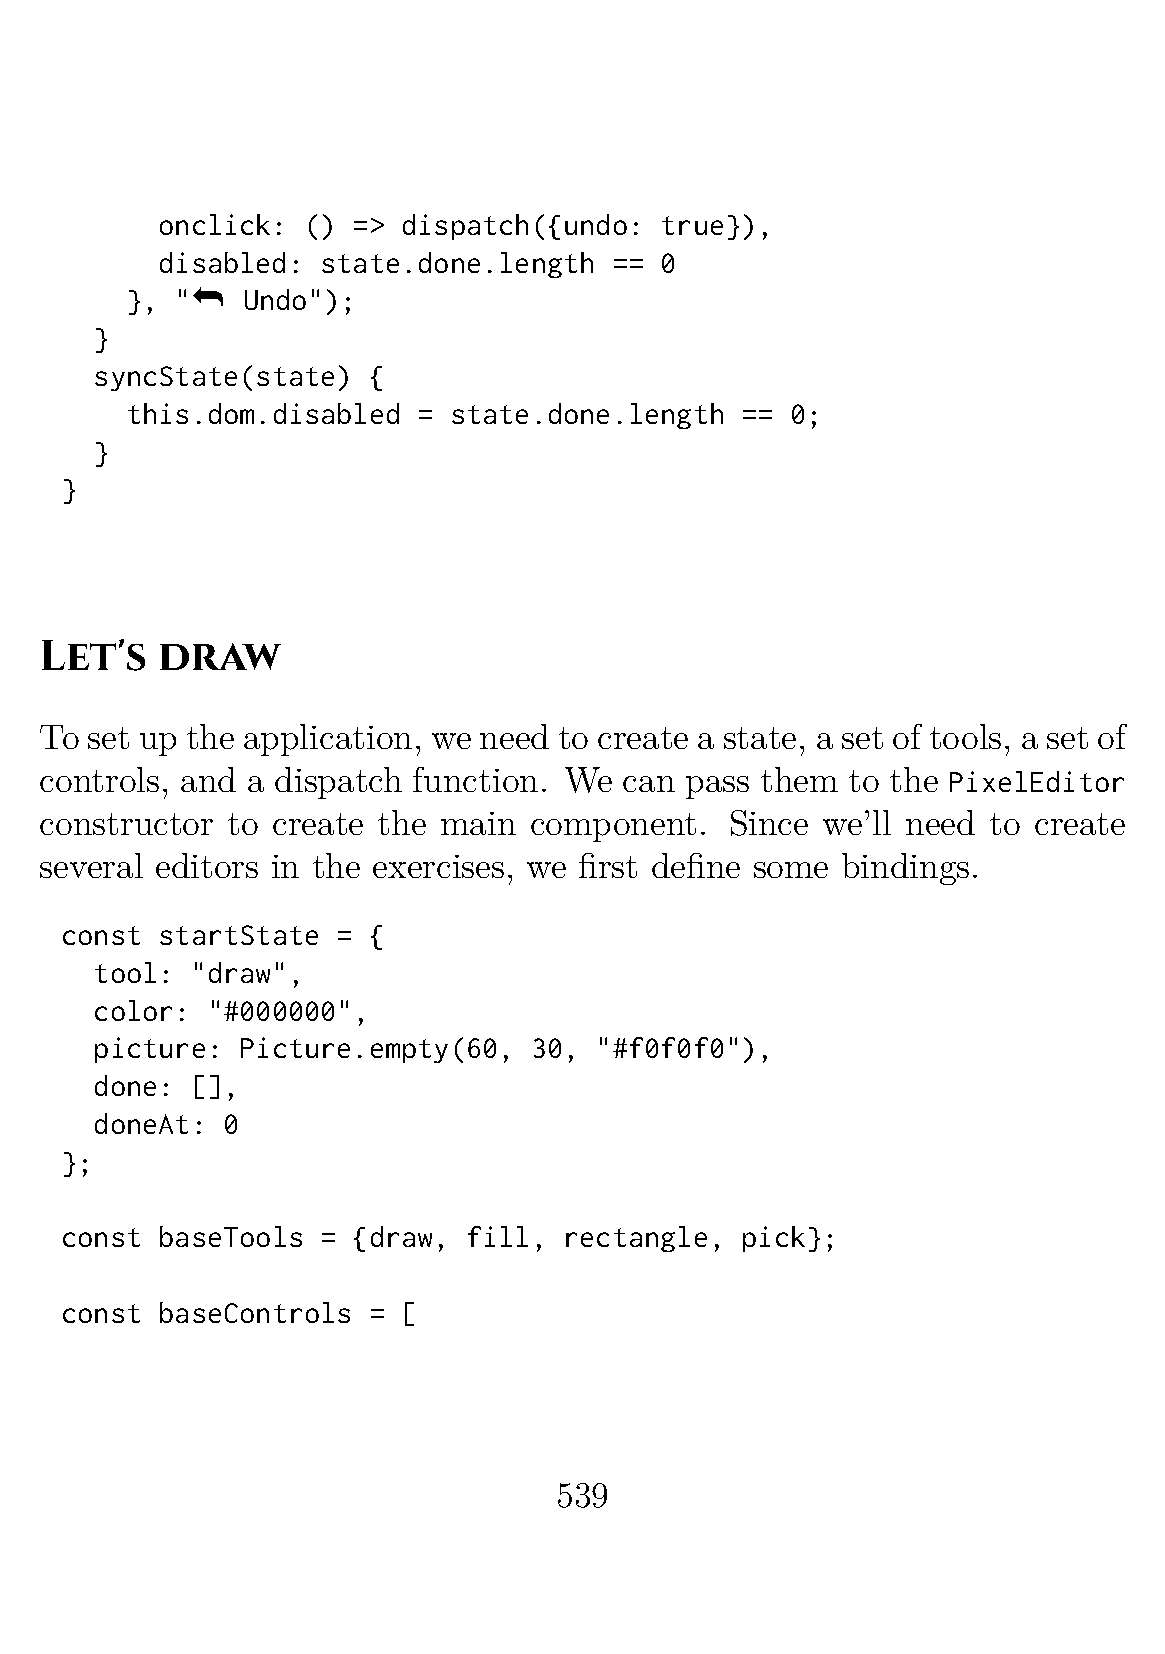 onclick: () => dispatch({undo: true}),
      disabled: state.done.length == 0
    }, "⮪ Undo");
  }
  syncState(state) {
    this.dom.disabled = state.done.length == 0;
  }
}
Let's draw
To set up the application, we need to create a state, a set of tools, a set of
controls, and a dispatch function. We can pass them to the PixelEditor
constructor to create the main component. Since we'll need to create
several editors in the exercises, we first define some bindings.
const startState = {
  tool: "draw",
  color: "#000000",
  picture: Picture.empty(60, 30, "#f0f0f0"),
  done: [],
  doneAt: 0
};
const baseTools = {draw, fill, rectangle, pick};
const baseControls = [
539